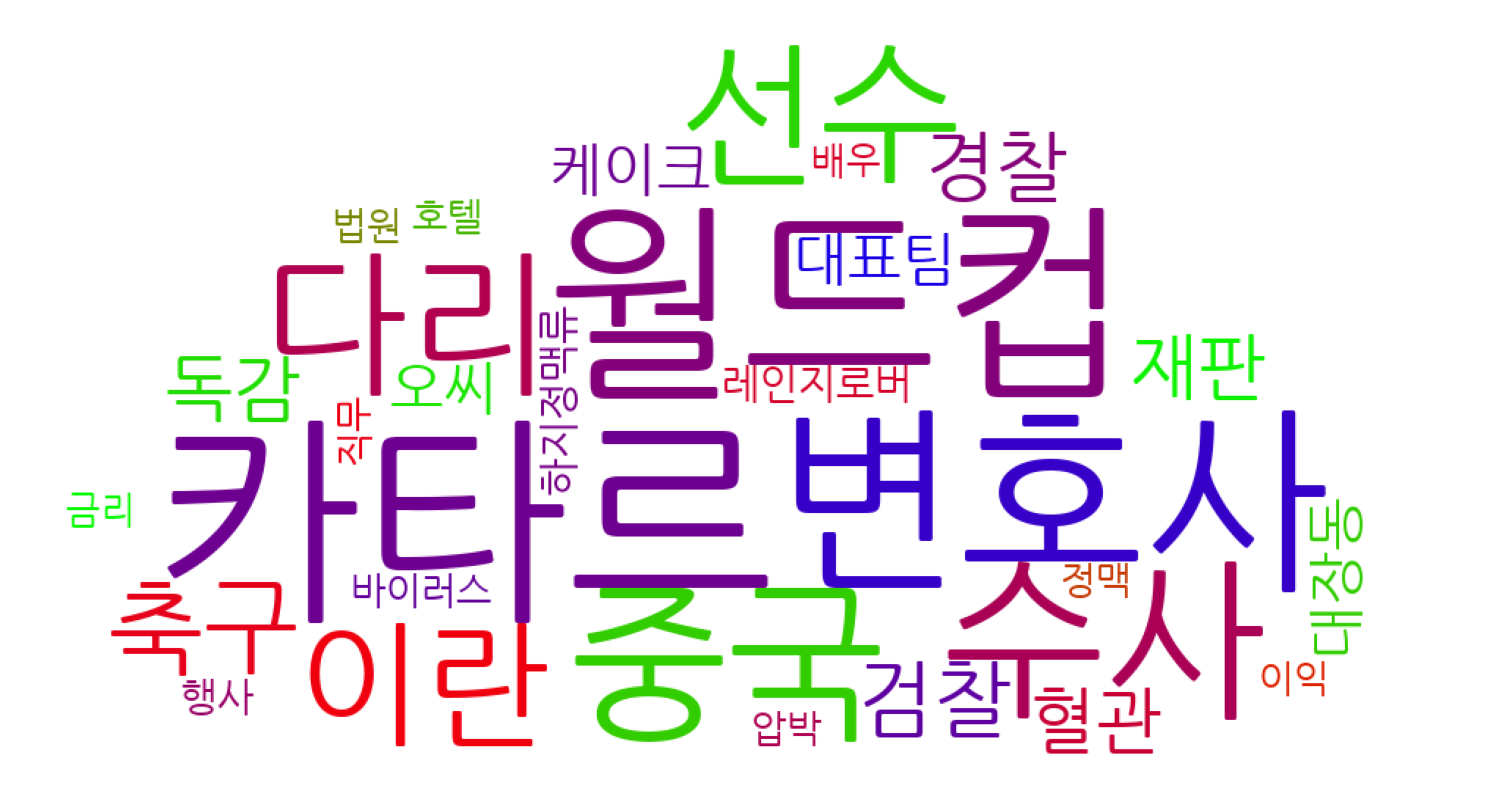 선수
케이크
배우
경찰
법원
호텔
월드컵
대표팀
다리
하지정맥류
레인지로버
재판
독감
오씨
직무
카타르
변호사
금리
대장동
바이러스
정맥
축구
이란
중국
수사
검찰
혈관
이익
행사
압박